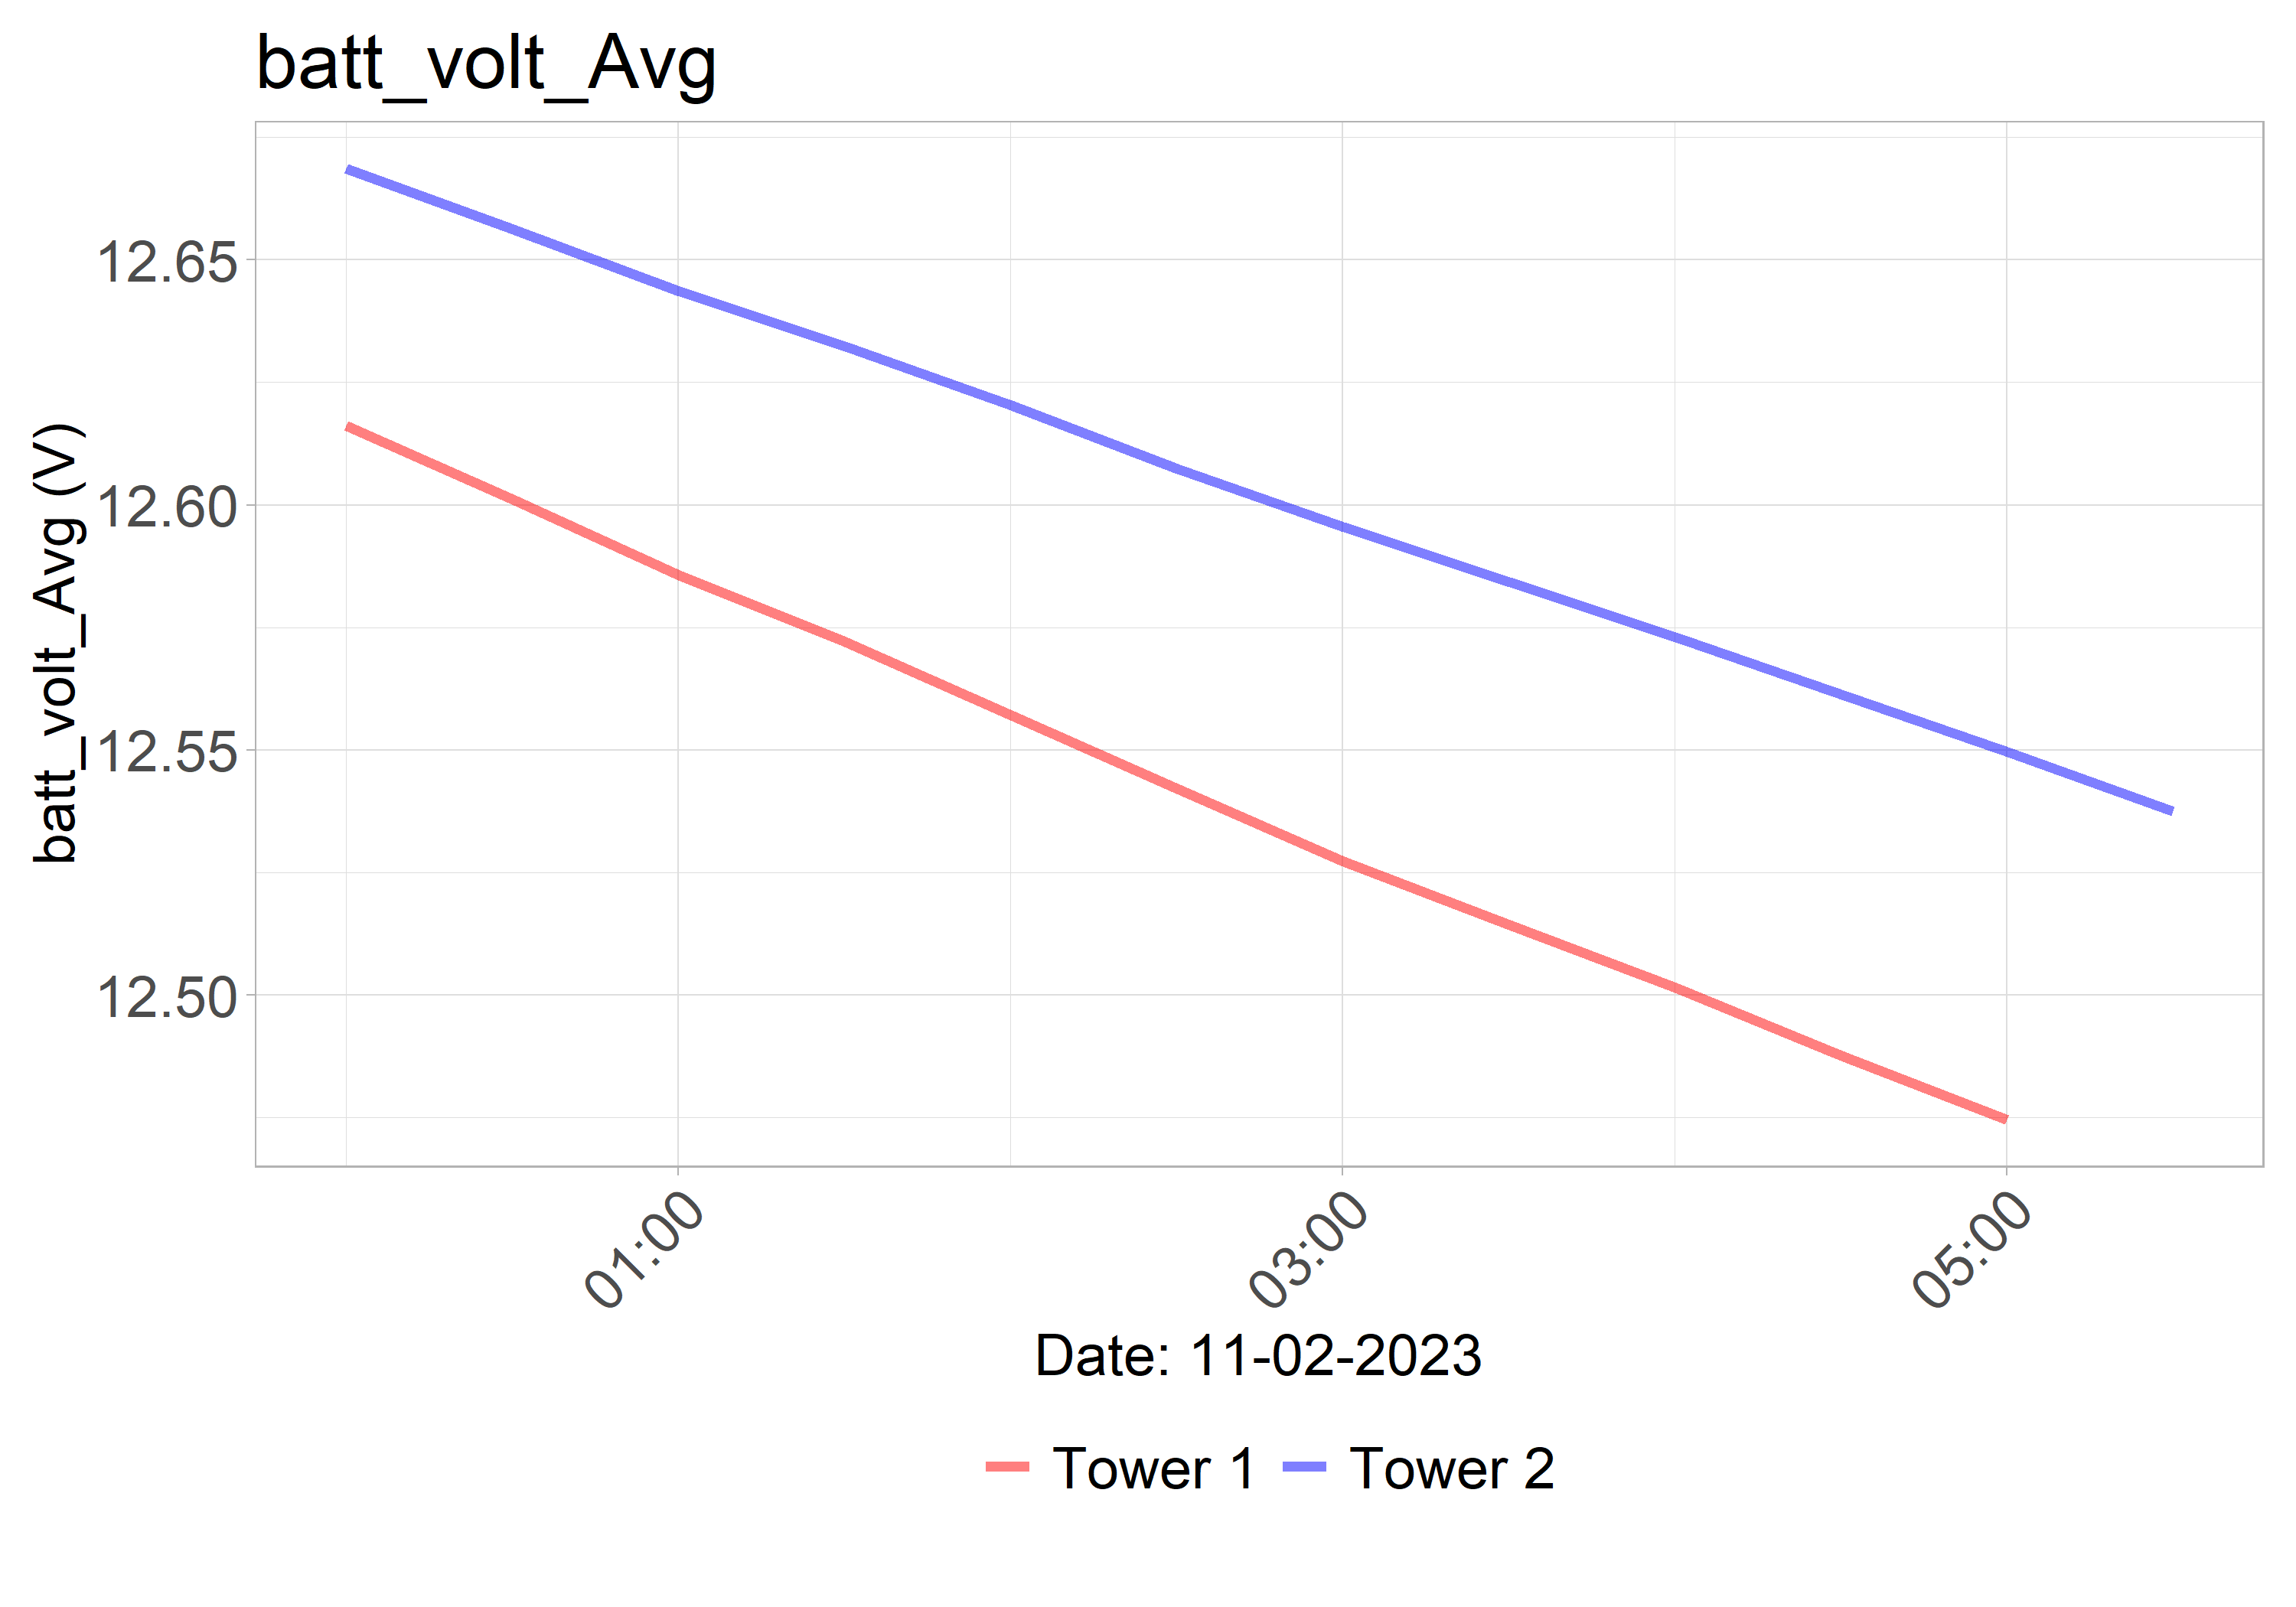 batt_volt_Avg
batt_volt_Avg (V)
12.65
12.60
12.55
12.50
01:00
03:00
05:00
Date: 11-02-2023
Tower 1
Tower 2